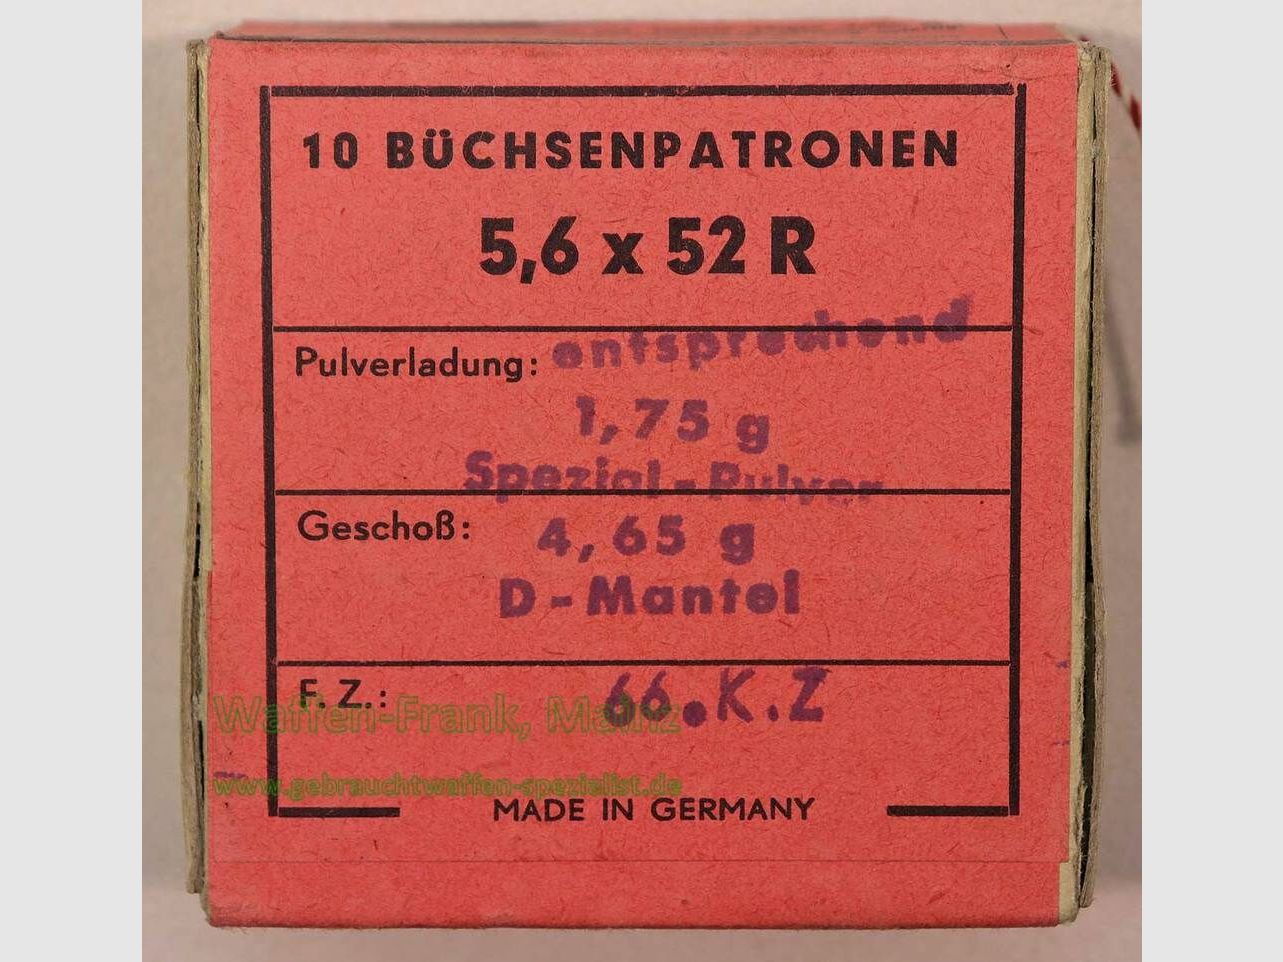 10 BÜCHSENPATRONEN
5,6 x 52 R
Pulverladung: entsprechend
1,75 g
Spezial-Pulver
Geschoß: 4,65 g
D-Mantel
F. Z.: 66.K.Z
Waffen-Frank, Mainz
www.gebrauchtwaffen-spezialist.de
MADE IN GERMANY